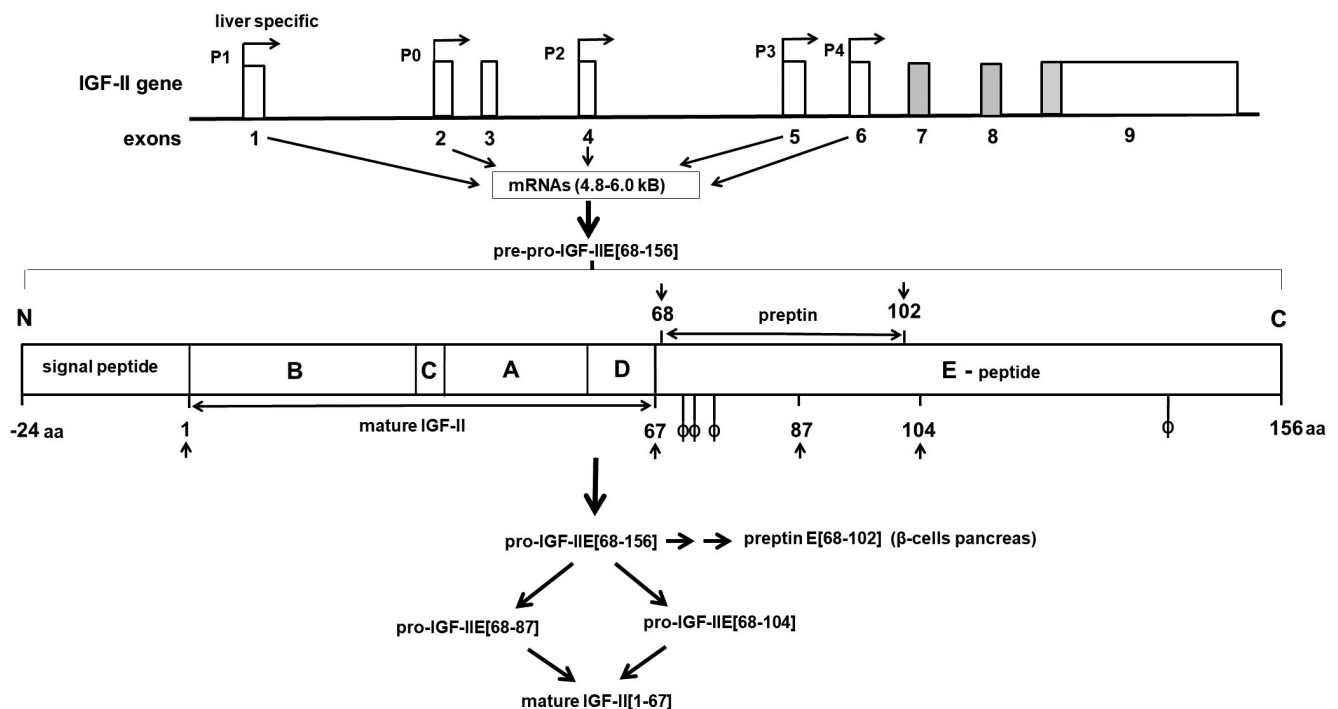 liver specific
P1 P0 P2 P3 P4
IGF-II gene
exons 1 2 3 4 5 6 7 8 9
mRNAs (4.8-6.0 kB)
pre-pro-IGF-IIE[68-156]
68 preptin 102
N C
signal peptide B C A D E - peptide
-24 aa 1 mature IGF-II 67 87 104 156 aa
pro-IGF-IIE[68-156] preptin E[68-102] (β-cells pancreas)
pro-IGF-IIE[68-87] pro-IGF-IIE[68-104]
mature IGF-II[1-67]